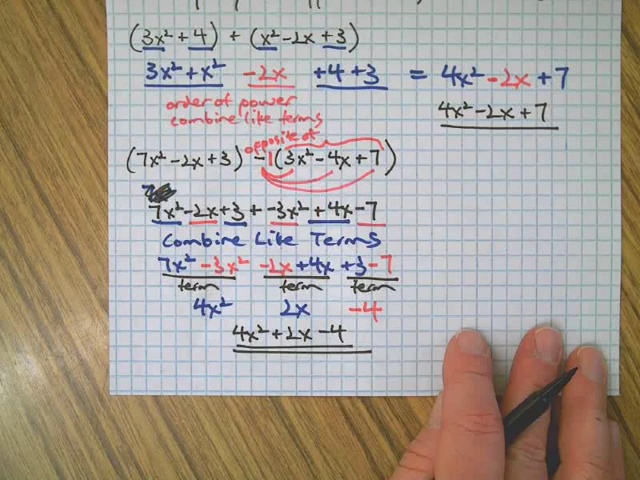 (3x² + 4) + (x² - 2x + 3)
3x² + x² -2x +4 +3 = 4x² - 2x + 7
order of power
combine like terms
4x² - 2x + 7
opposite of
(7x² - 2x + 3) - 1(3x² - 4x + 7)
7x² - 2x + 3 + -3x² + 4x - 7
Combine Like Terms
7x² - 3x² -2x + 4x +3 - 7
term term term
4x² 2x -4
4x² + 2x - 4